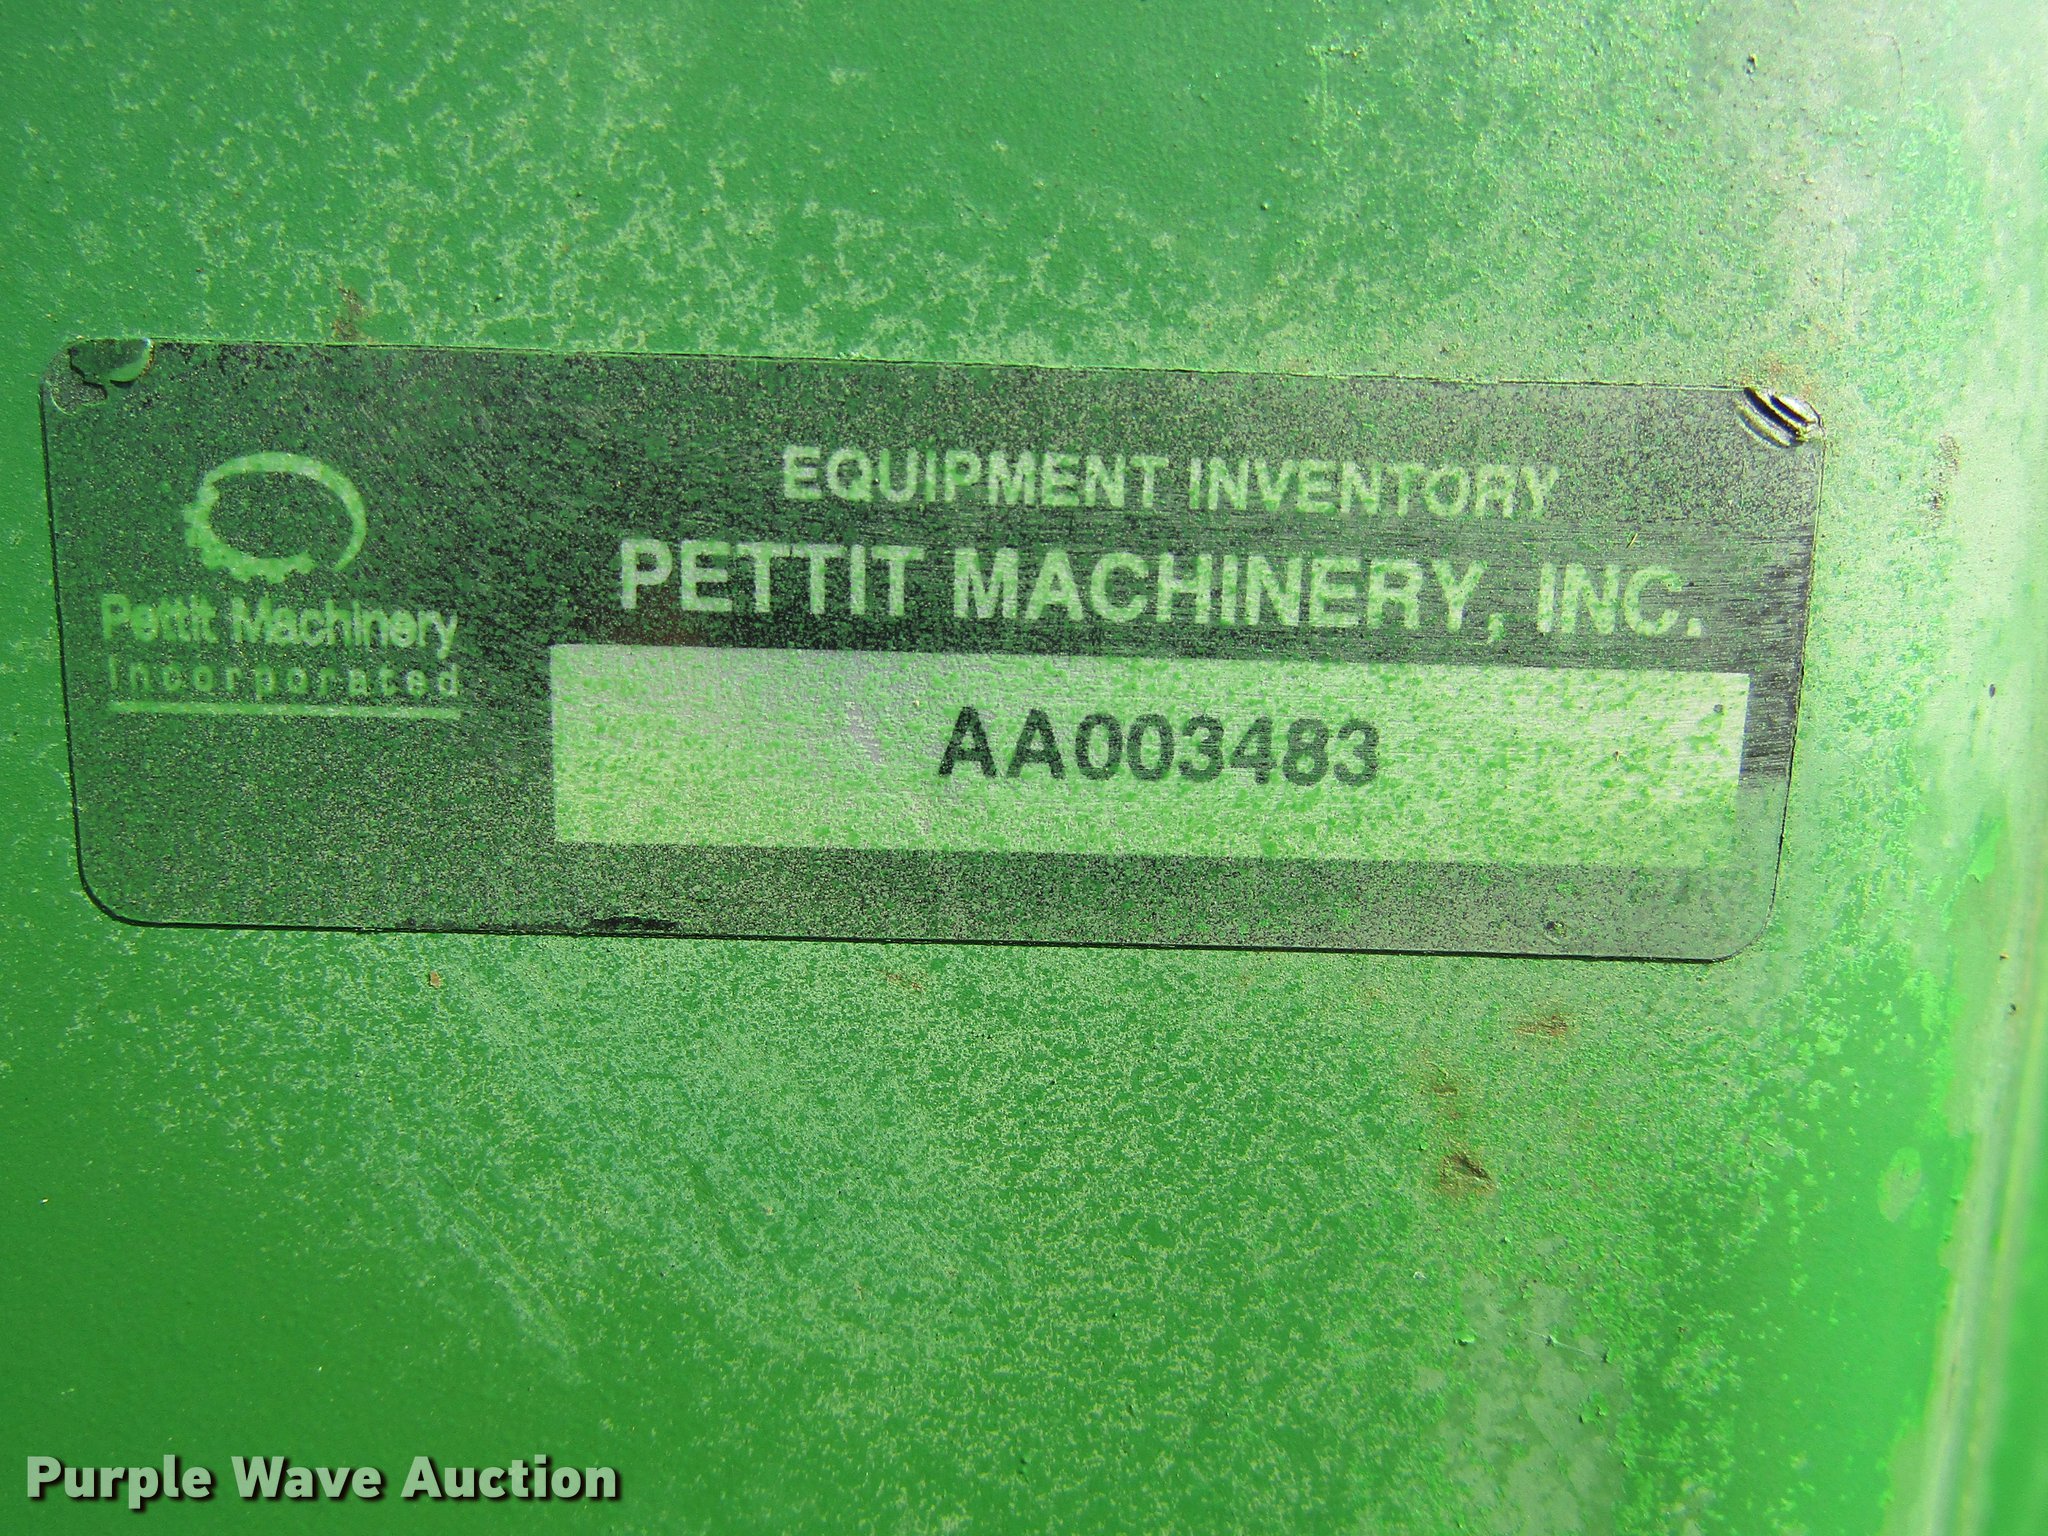 EQUIPMENT INVENTORY
PETTIT MACHINERY, INC.
Pettit Machinery
Incorporated
AA003483
Purple Wave Auction